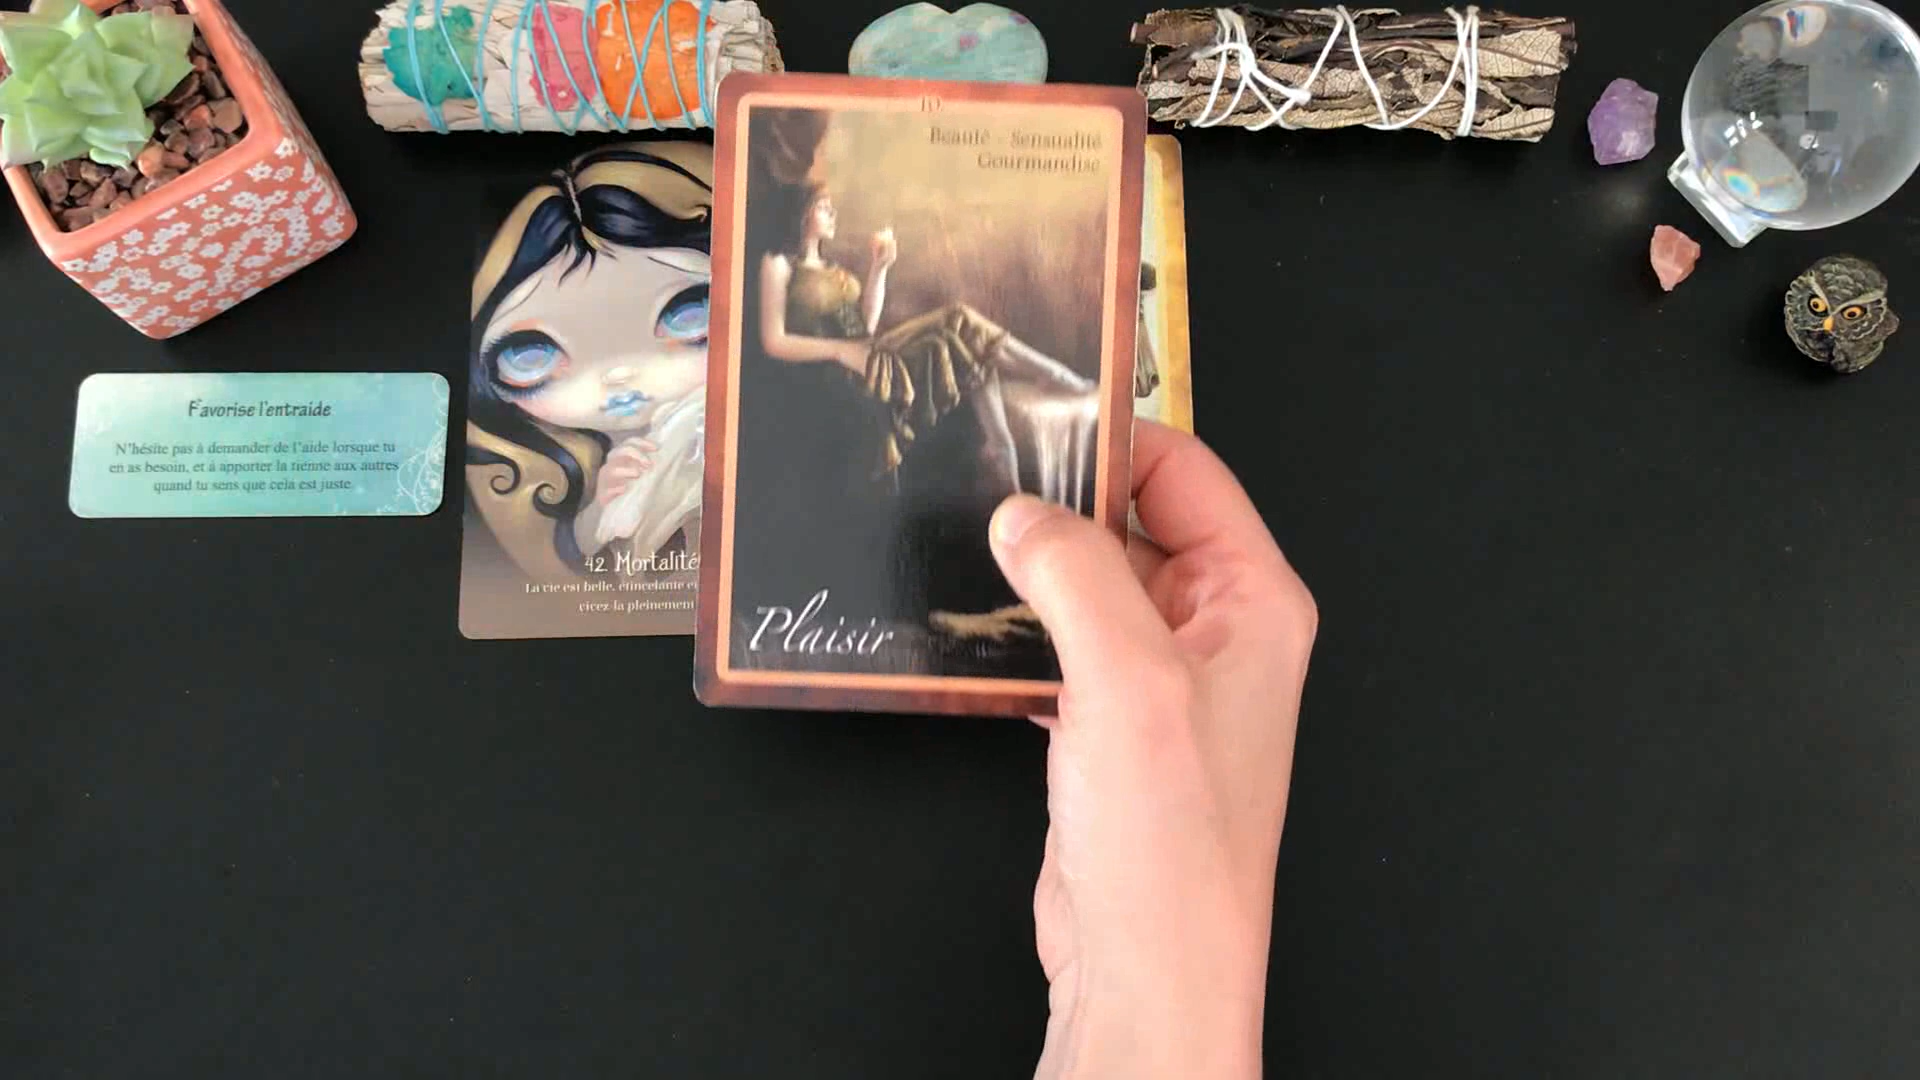 Favorise l'entraide
N'hésite pas à demander de l'aide lorsque tu
en as besoin, et à apporter la tienne aux autres
quand tu sens que cela est juste.
42. Mortalité
La vie est belle, étincelante et
vivez-la pleinement
10
Beauté - Sensualité
Gourmandise
Plaisir